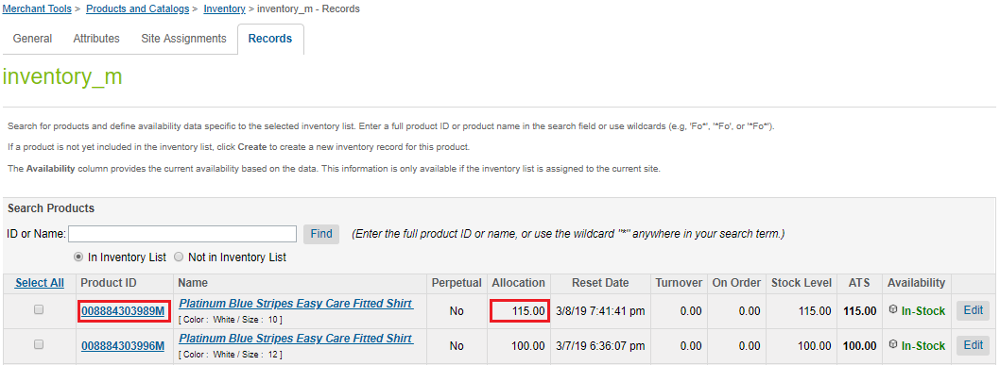 Merchant Tools > Products and Catalogs > Inventory > inventory_m - Records
General Attributes Site Assignments Records
inventory_m
Search for products and define availability data specific to the selected inventory list. Enter a full product ID or product name in the search field or use wildcards (e.g, 'Fo*', '*Fo', or '*Fo*').
If a product is not yet included in the inventory list, click Create to create a new inventory record for this product.
The Availability column provides the current availability based on the data. This information is only available if the inventory list is assigned to the current site.
Search Products
ID or Name: Find (Enter the full product ID or name, or use the wildcard "*" anywhere in your search term.)
In Inventory List Not in Inventory List
Select All Product ID Name Perpetual Allocation Reset Date Turnover On Order Stock Level ATS Availability
008884303989M Platinum Blue Stripes Easy Care Fitted Shirt No 115.00 3/8/19 7:41:41 pm 0.00 0.00 115.00 115.00 In-Stock Edit
[ Color : White / Size : 10 ]
008884303996M Platinum Blue Stripes Easy Care Fitted Shirt No 100.00 3/7/19 6:36:07 pm 0.00 0.00 100.00 100.00 In-Stock Edit
[ Color : White / Size : 12 ]